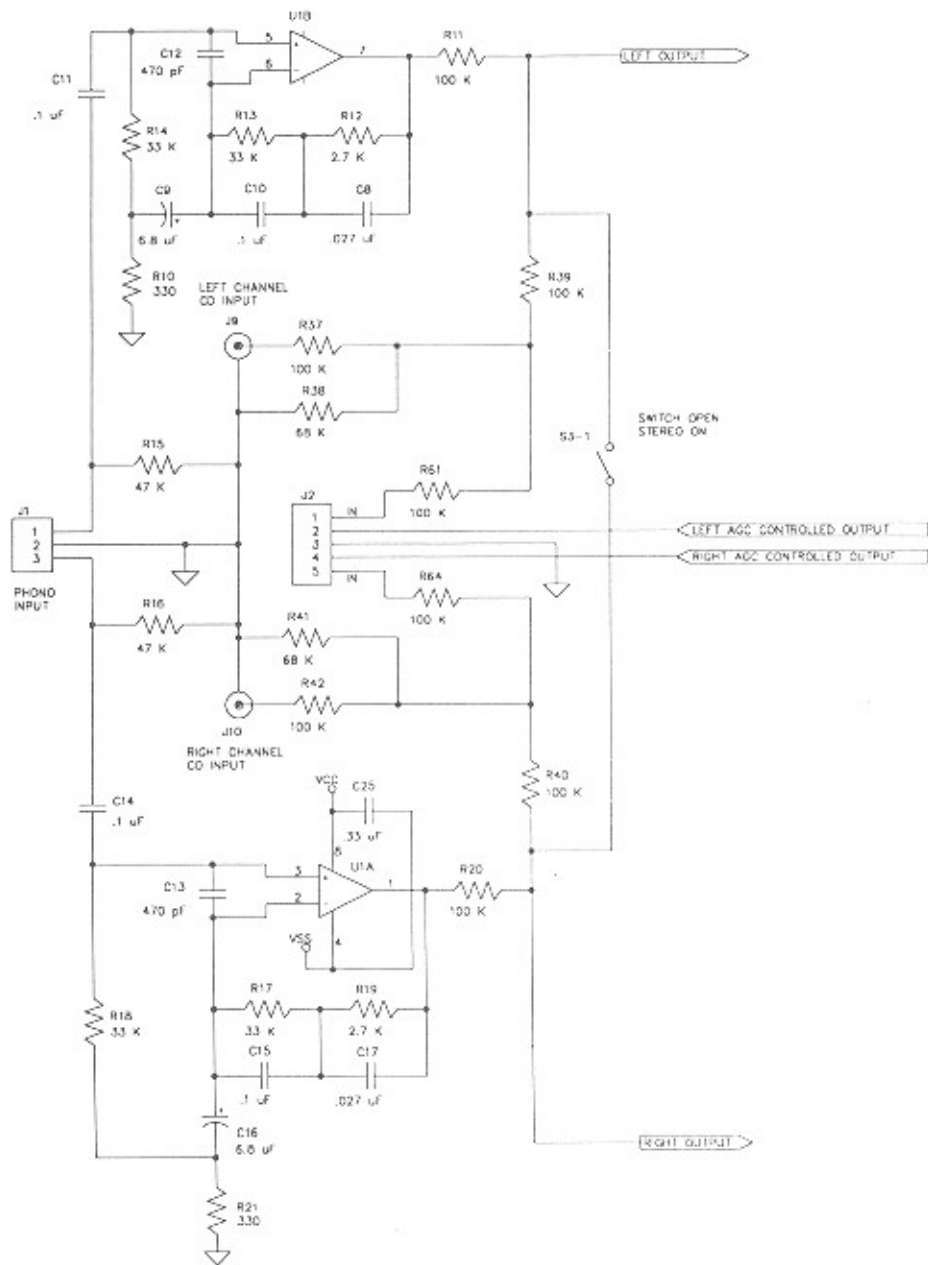 U1B
C12
470 pF
5
+
6
-
7
R11
100 K
LEFT OUTPUT
C11
.1 uF
R14
33 K
R13
33 K
R12
2.7 K
C9
6.8 uF
+
C10
.1 uF
C8
.027 uF
R10
330
LEFT CHANNEL
CD INPUT
J9
R37
100 K
R38
68 K
R39
100 K
SWITCH OPEN
STEREO ON
S3-1
R15
47 K
R61
100 K
J1
1
2
3
PHONO
INPUT
J2
1
2
3
4
5
IN
IN
LEFT AGC CONTROLLED OUTPUT
RIGHT AGC CONTROLLED OUTPUT
R64
100 K
R16
47 K
R41
68 K
R42
100 K
J10
RIGHT CHANNEL
CD INPUT
R40
100 K
C14
.1 uF
VCC
C25
.33 uF
8
U1A
3
+
2
-
1
4
VSS
C13
470 pF
R20
100 K
R18
33 K
R17
33 K
R19
2.7 K
C15
.1 uF
C17
.027 uF
+
C16
6.8 uF
RIGHT OUTPUT
R21
330